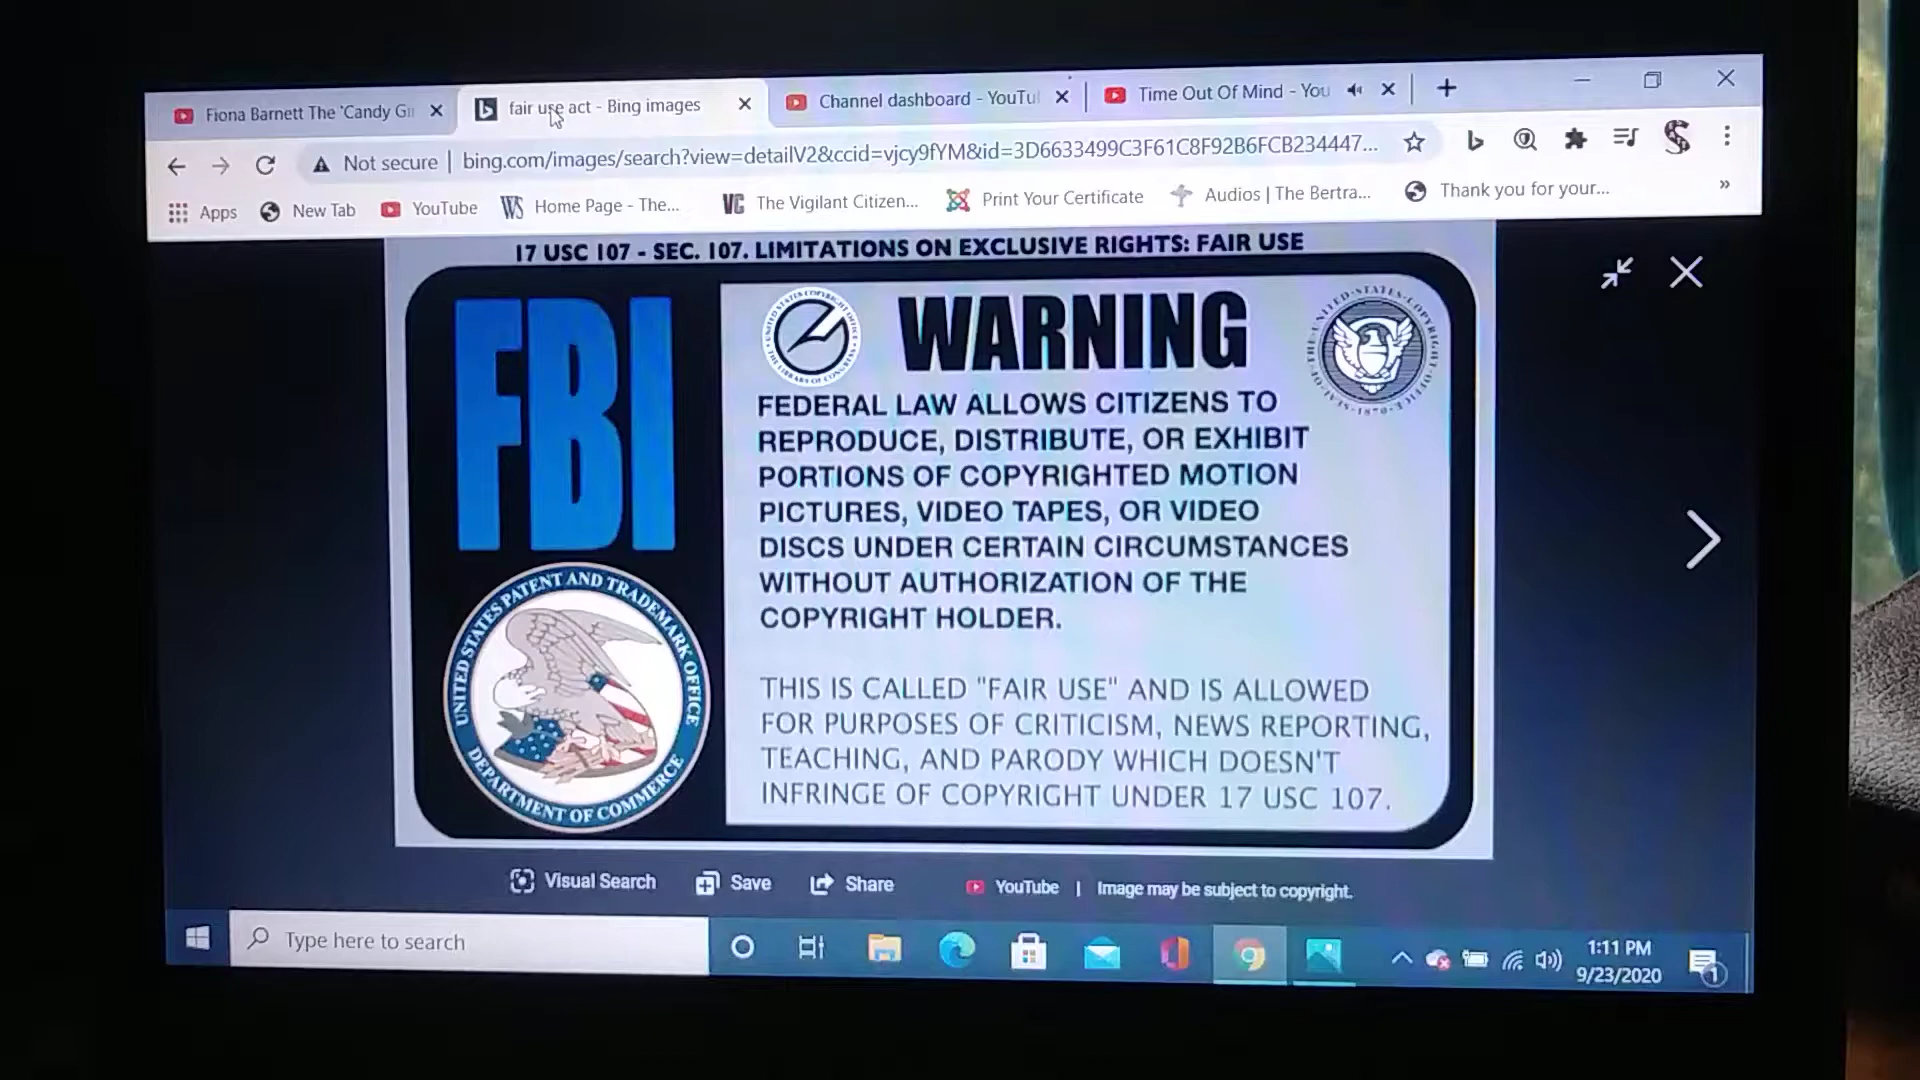 Fiona Barnett The 'Candy Gi
fair use act - Bing images
Channel dashboard - YouTu
Time Out Of Mind - You
Not secure
bing.com/images/search?view=detailV2&ccid=vjcy9fYM&id=3D6633499C3F61C8F92B6FCB234447...
Apps
New Tab
YouTube
Home Page - The...
VC The Vigilant Citizen...
Print Your Certificate
Audios | The Bertra...
Thank you for your...
»
17 USC 107 - SEC. 107. LIMITATIONS ON EXCLUSIVE RIGHTS: FAIR USE
FBI
WARNING
FEDERAL LAW ALLOWS CITIZENS TO
REPRODUCE, DISTRIBUTE, OR EXHIBIT
PORTIONS OF COPYRIGHTED MOTION
PICTURES, VIDEO TAPES, OR VIDEO
DISCS UNDER CERTAIN CIRCUMSTANCES
WITHOUT AUTHORIZATION OF THE
COPYRIGHT HOLDER.
THIS IS CALLED "FAIR USE" AND IS ALLOWED
FOR PURPOSES OF CRITICISM, NEWS REPORTING,
TEACHING, AND PARODY WHICH DOESN'T
INFRINGE OF COPYRIGHT UNDER 17 USC 107.
UNITED STATES PATENT AND TRADEMARK OFFICE
DEPARTMENT OF COMMERCE
Visual Search
Save
Share
YouTube | Image may be subject to copyright.
Type here to search
1:11 PM
9/23/2020
1